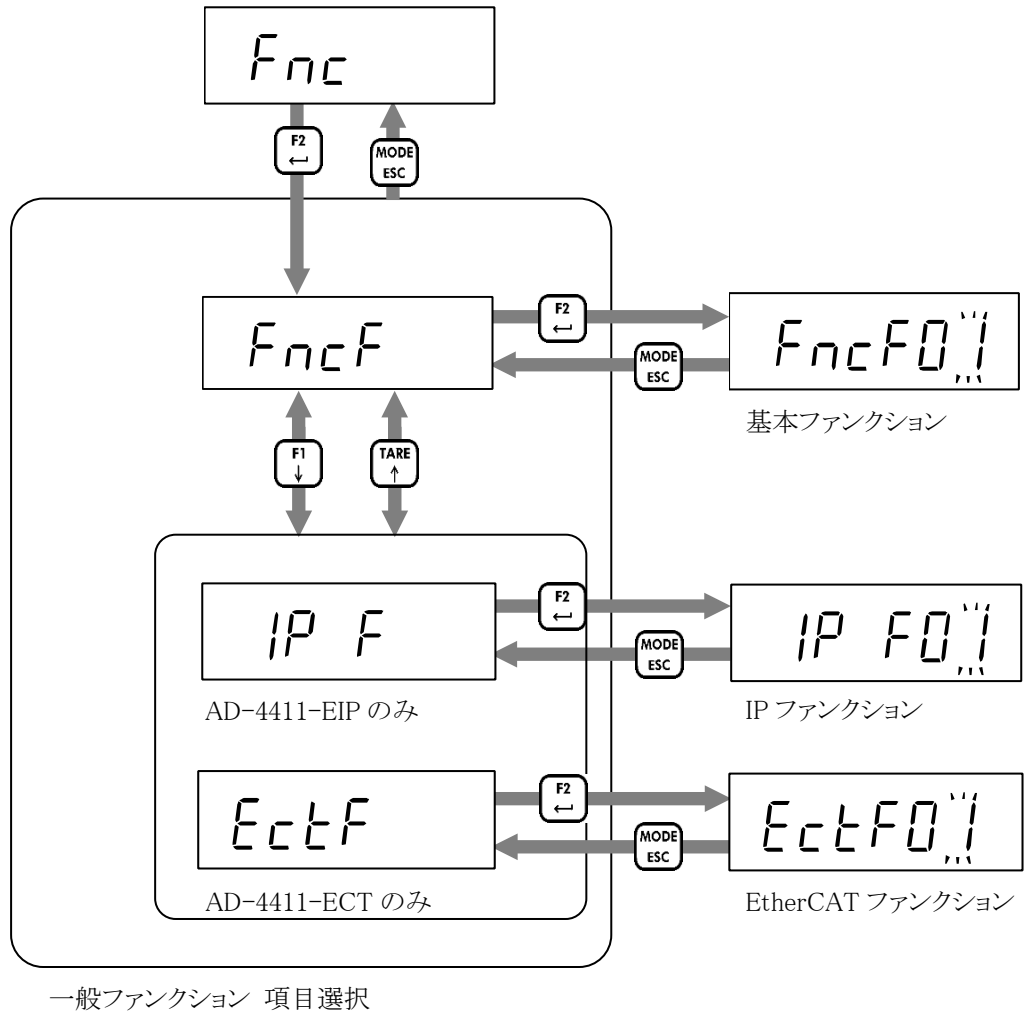 Fnc
F2
←
MODE
ESC
FncF
F2
←
MODE
ESC
FncF01
基本ファンクション
F1
↓
TARE
↑
IP F
F2
←
MODE
ESC
IP F01
AD-4411-EIP のみ
IP ファンクション
EctF
F2
←
MODE
ESC
EctF01
AD-4411-ECT のみ
EtherCAT ファンクション
一般ファンクション 項目選択